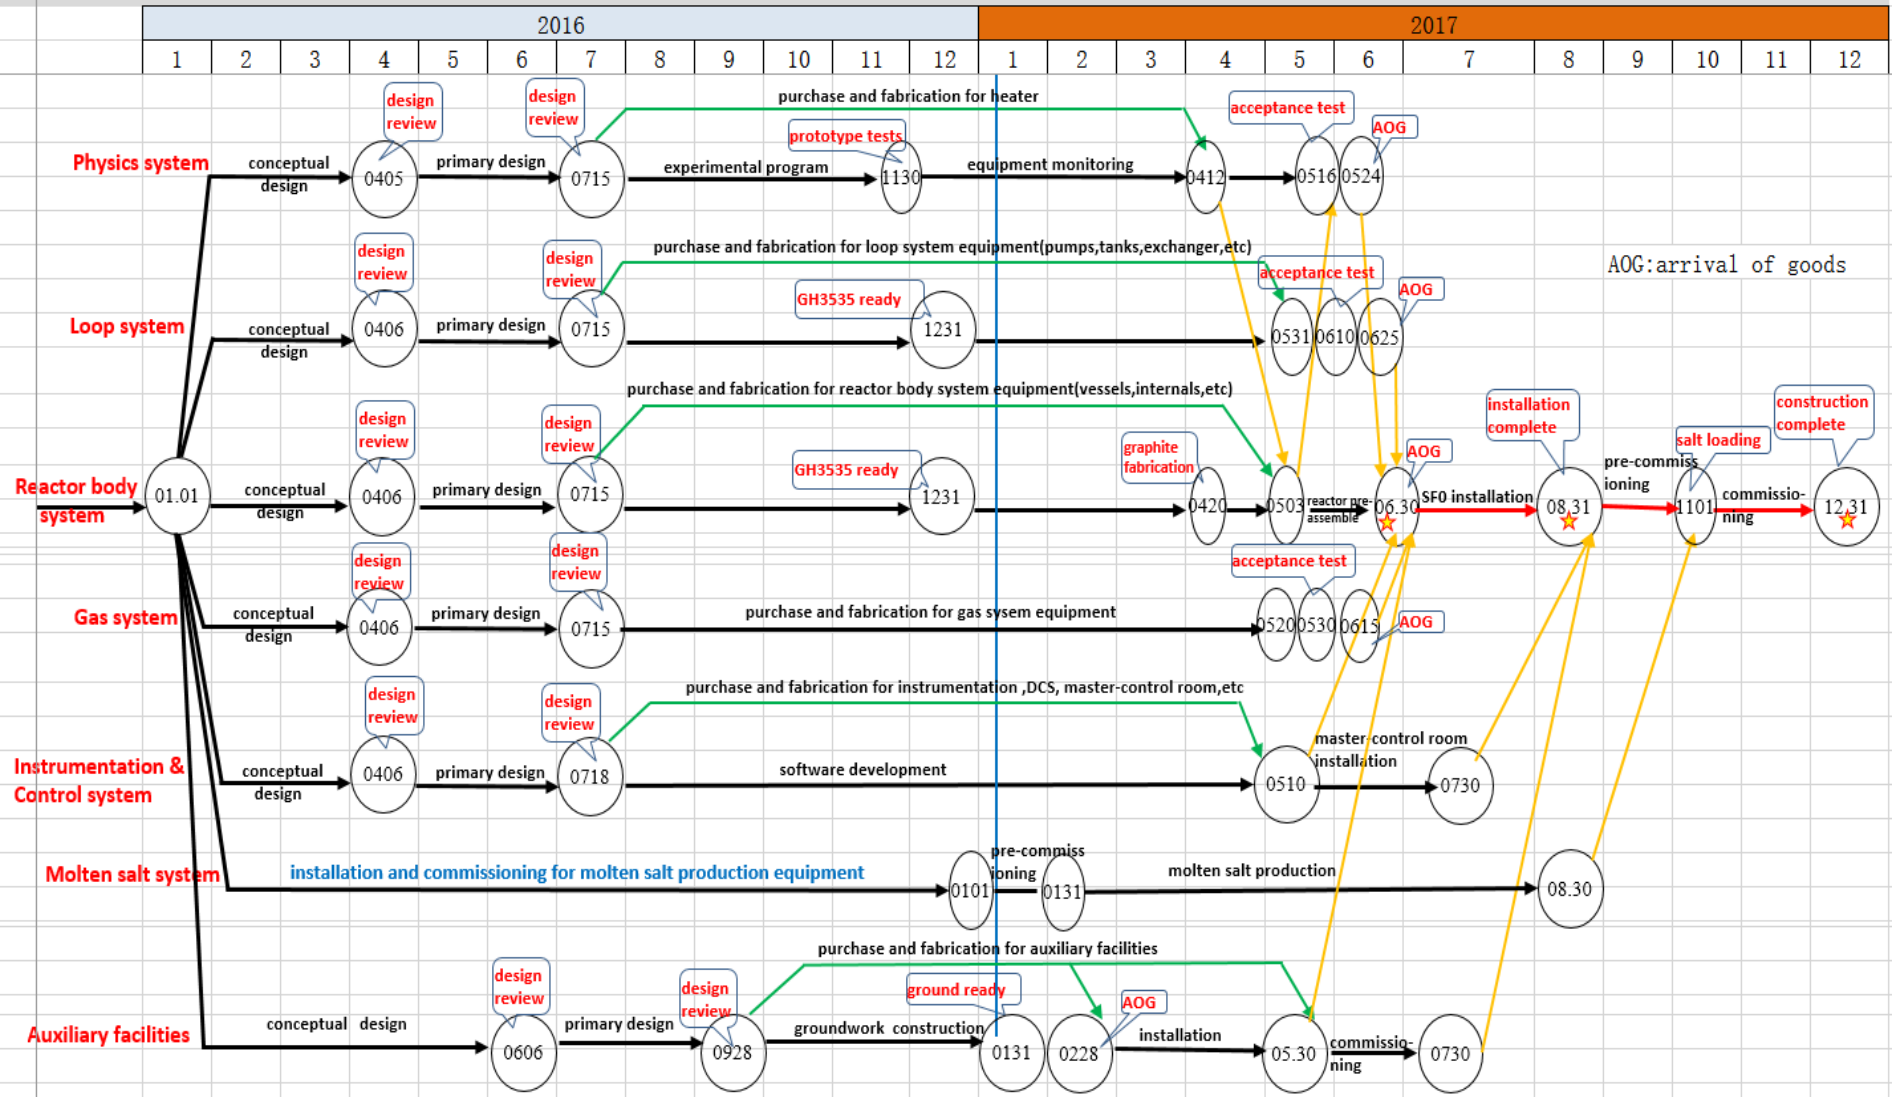 2016
2017
1 2 3 4 5 6 7 8 9 10 11 12 1 2 3 4 5 6 7 8 9 10 11 12
Physics system
conceptual
design
design
review
0405
primary design
design
review
0715
purchase and fabrication for heater
experimental program
prototype tests
1130
equipment monitoring
0412
acceptance test
0516
0524
AOG
AOG:arrival of goods
Loop system
conceptual
design
design
review
0406
primary design
design
review
0715
purchase and fabrication for loop system equipment(pumps,tanks,exchanger,etc)
GH3535 ready
1231
0531
acceptance test
0610
0625
AOG
Reactor body
system
01.01
conceptual
design
design
review
0406
primary design
design
review
0715
purchase and fabrication for reactor body system equipment(vessels,internals,etc)
GH3535 ready
1231
graphite
fabrication
0420
0503
reactor pre-
assemble
06.30
AOG
SF0 installation
installation
complete
08.31
pre-commiss
ioning
salt loading
1101
commissio-
ning
construction
complete
12.31
Gas system
conceptual
design
design
review
0406
primary design
design
review
0715
purchase and fabrication for gas sysem equipment
0520
acceptance test
0530
0615
AOG
Instrumentation &
Control system
conceptual
design
design
review
0406
primary design
design
review
0718
purchase and fabrication for instrumentation ,DCS, master-control room,etc
software development
0510
master-control room
installation
0730
Molten salt system
installation and commissioning for molten salt production equipment
0101
pre-commiss
ioning
0131
molten salt production
08.30
Auxiliary facilities
conceptual design
design
review
0606
primary design
design
review
0928
purchase and fabrication for auxiliary facilities
groundwork construction
ground ready
0131
0228
AOG
installation
05.30
commissio-
ning
0730